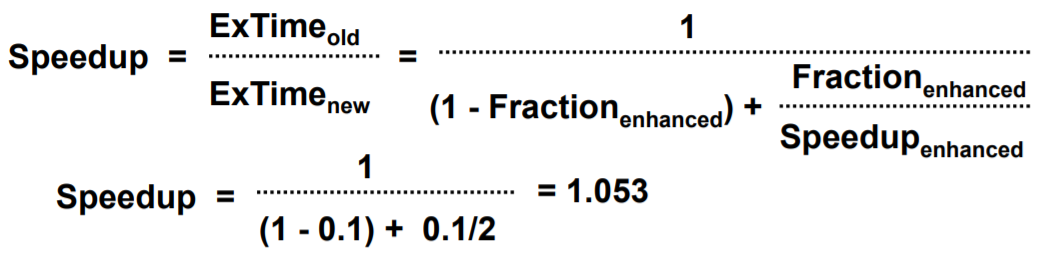 Speedup = ExTime_old / ExTime_new = 1 / ((1 - Fraction_enhanced) + Fraction_enhanced / Speedup_enhanced)
Speedup = 1 / ((1 - 0.1) + 0.1/2) = 1.053